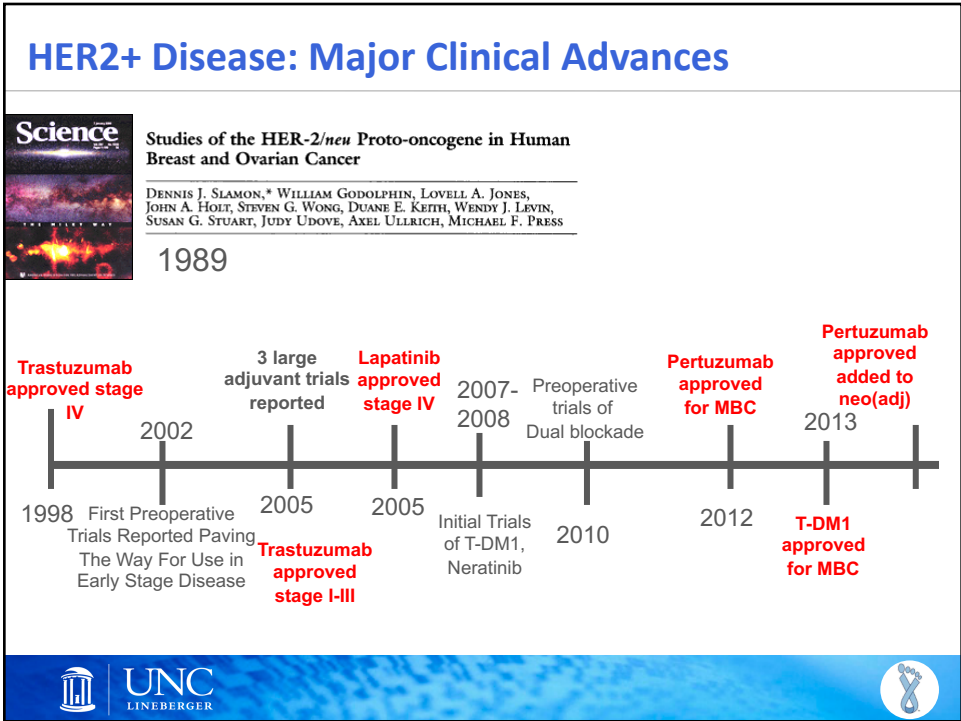 HER2+ Disease: Major Clinical Advances
Science
THE MILKY WAY
Studies of the HER-2/neu Proto-oncogene in Human
Breast and Ovarian Cancer
DENNIS J. SLAMON,* WILLIAM GODOLPHIN, LOVELL A. JONES,
JOHN A. HOLT, STEVEN G. WONG, DUANE E. KEITH, WENDY J. LEVIN,
SUSAN G. STUART, JUDY UDOVE, AXEL ULLRICH, MICHAEL F. PRESS
1989
Trastuzumab
approved stage
IV
1998
2002
First Preoperative
Trials Reported Paving
The Way For Use in
Early Stage Disease
3 large
adjuvant trials
reported
2005
Trastuzumab
approved
stage I-III
Lapatinib
approved
stage IV
2005
2007-
2008
Initial Trials
of T-DM1,
Neratinib
Preoperative
trials of
Dual blockade
2010
Pertuzumab
approved
for MBC
2012
2013
T-DM1
approved
for MBC
Pertuzumab
approved
added to
neo(adj)
UNC
LINEBERGER